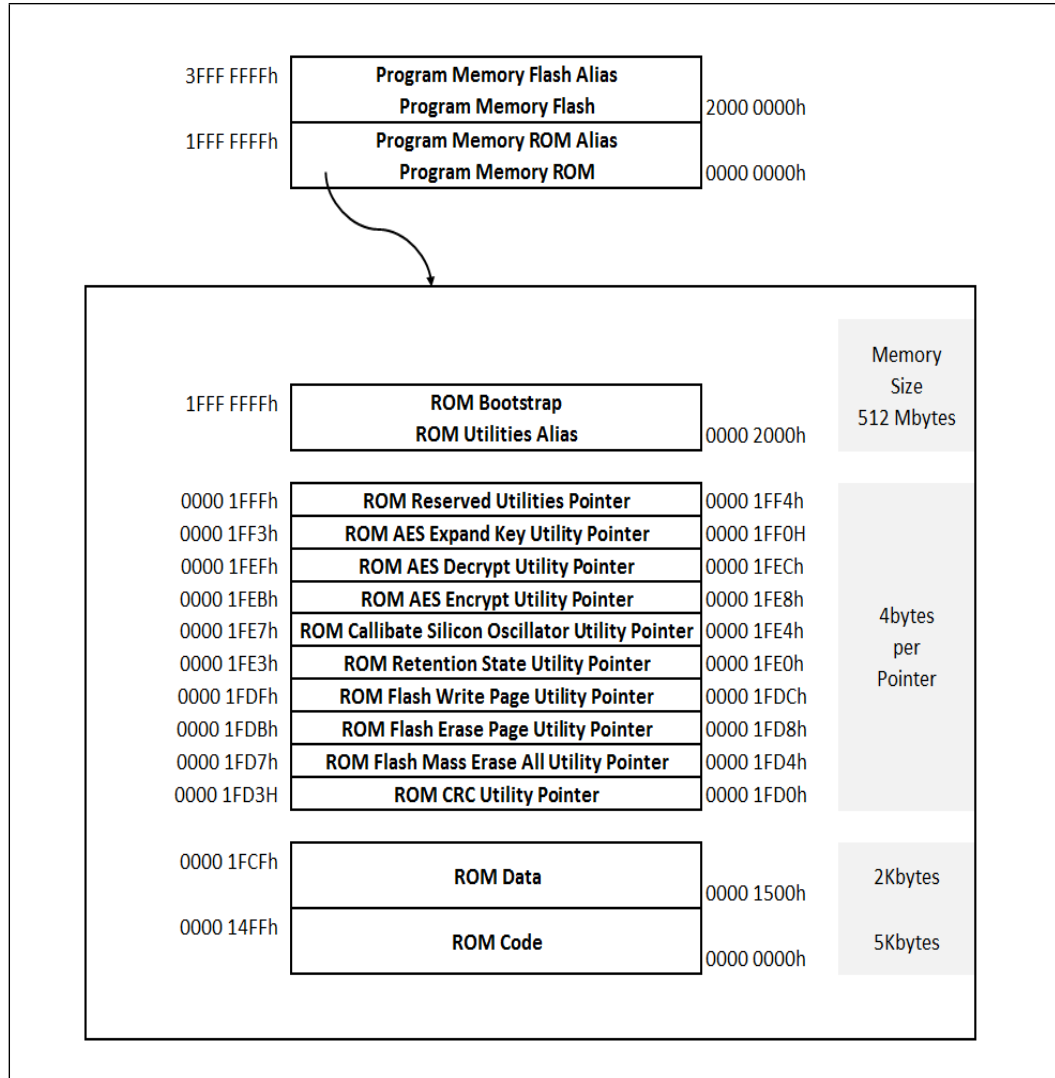 3FFF FFFFh
Program Memory Flash Alias
Program Memory Flash
2000 0000h
1FFF FFFFh
Program Memory ROM Alias
Program Memory ROM
0000 0000h
Memory
Size
512 Mbytes
1FFF FFFFh
ROM Bootstrap
ROM Utilities Alias
0000 2000h
0000 1FFFh ROM Reserved Utilities Pointer 0000 1FF4h
0000 1FF3h ROM AES Expand Key Utility Pointer 0000 1FF0H
0000 1FEFh ROM AES Decrypt Utility Pointer 0000 1FECh
0000 1FEBh ROM AES Encrypt Utility Pointer 0000 1FE8h
0000 1FE7h ROM Callibate Silicon Oscillator Utility Pointer 0000 1FE4h
0000 1FE3h ROM Retention State Utility Pointer 0000 1FE0h
0000 1FDFh ROM Flash Write Page Utility Pointer 0000 1FDCh
0000 1FDBh ROM Flash Erase Page Utility Pointer 0000 1FD8h
0000 1FD7h ROM Flash Mass Erase All Utility Pointer 0000 1FD4h
0000 1FD3H ROM CRC Utility Pointer 0000 1FD0h
4bytes
per
Pointer
0000 1FCFh
ROM Data
0000 1500h
2Kbytes
0000 14FFh
ROM Code
0000 0000h
5Kbytes